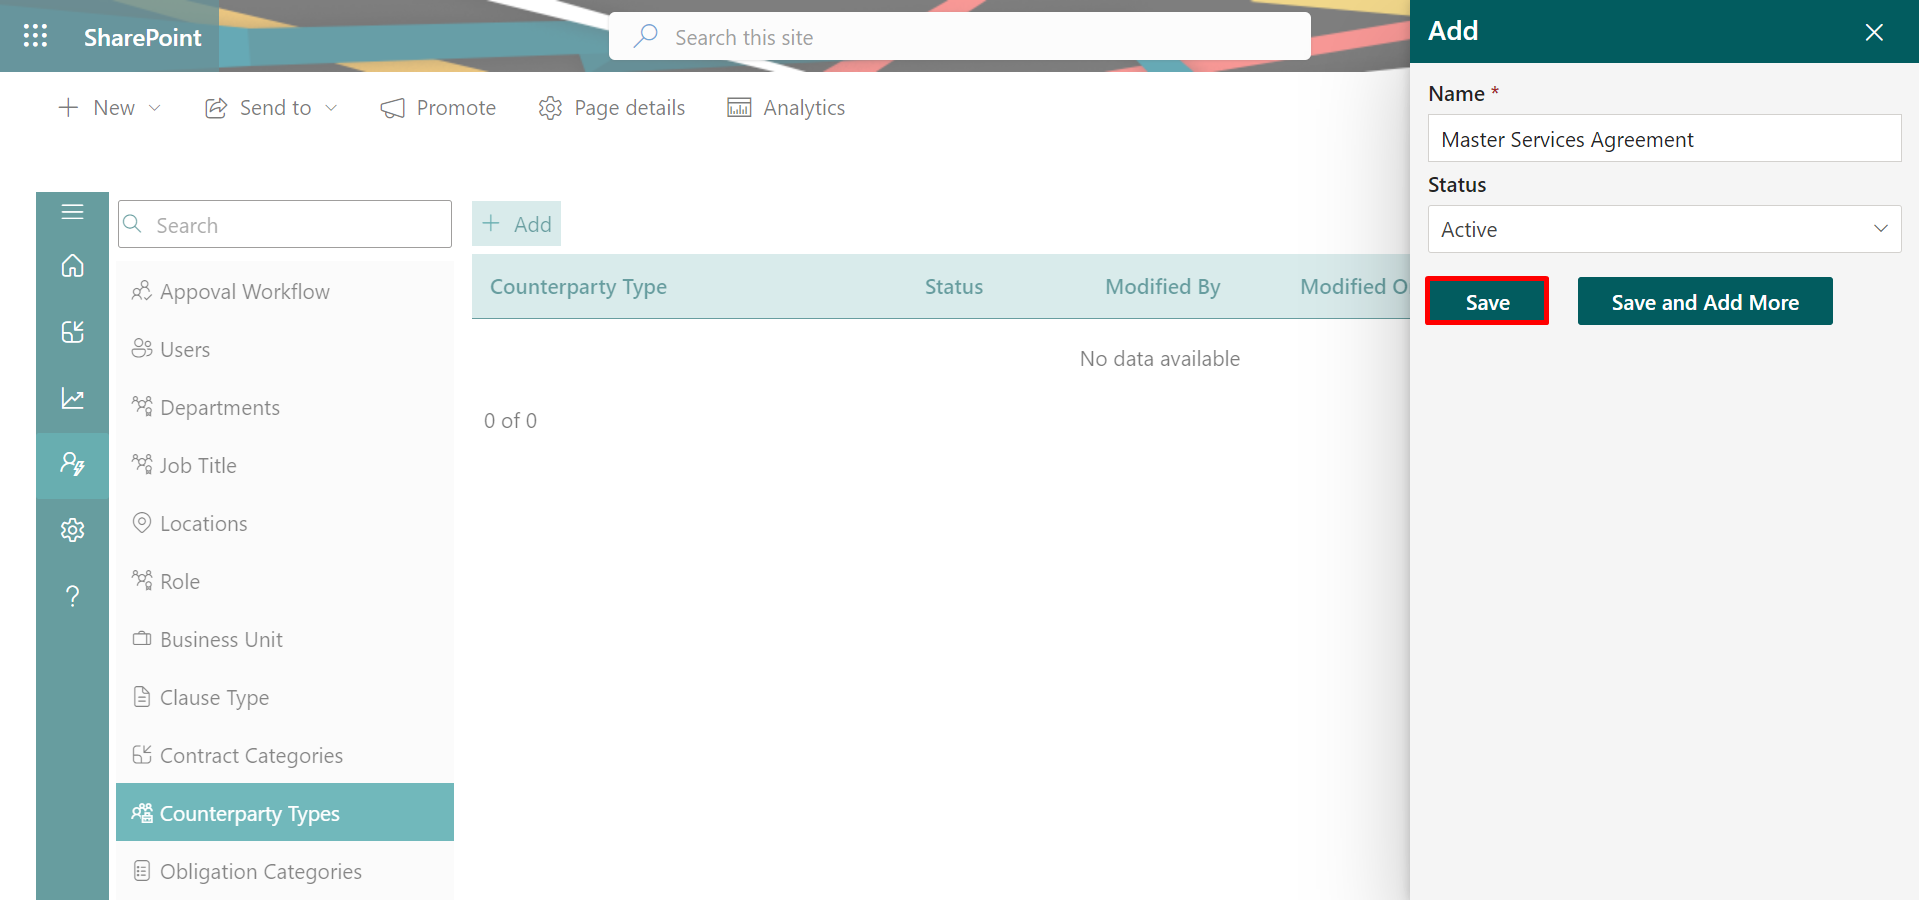 SharePoint
Search this site
Add
New
Send to
Promote
Page details
Analytics
Name *
Master Services Agreement
Status
Active
Save
Save and Add More
Search
Add
Appoval Workflow
Users
Departments
Job Title
Locations
Role
Business Unit
Clause Type
Contract Categories
Counterparty Types
Obligation Categories
Counterparty Type Status Modified By Modified O
No data available
0 of 0